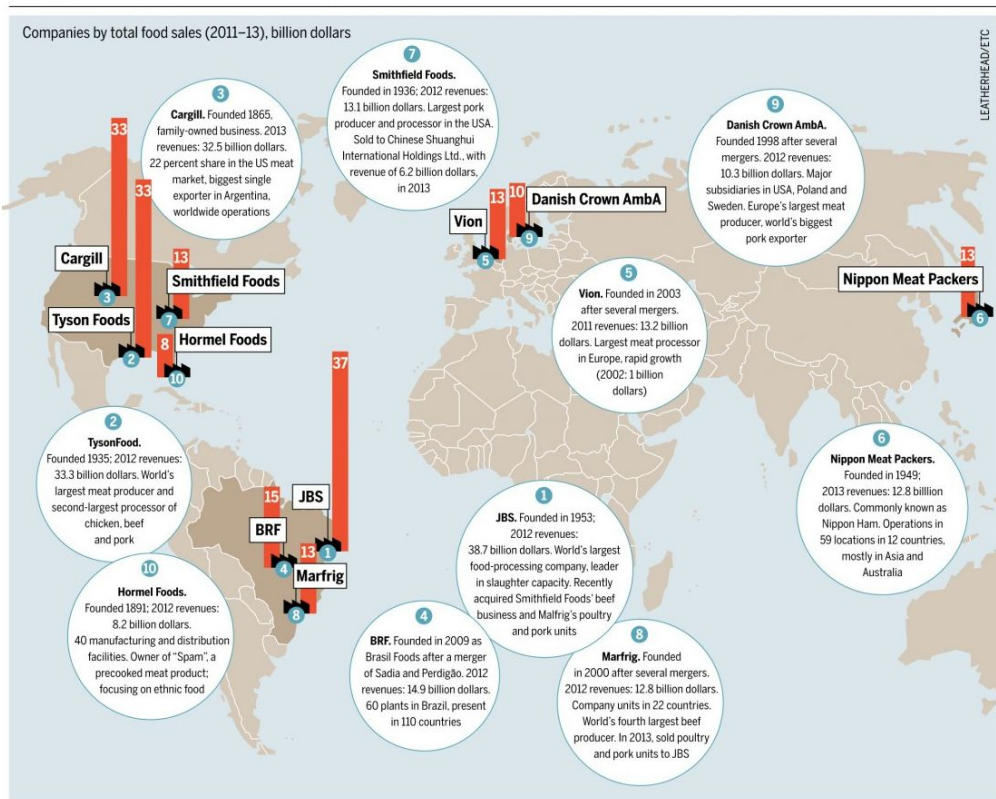 Companies by total food sales (2011–13), billion dollars
LEATHERHEAD/ETC
7
Smithfield Foods.
Founded in 1936; 2012 revenues:
13.1 billion dollars. Largest pork
producer and processor in the USA.
Sold to Chinese Shuanghui
International Holdings Ltd., with
revenue of 6.2 billion dollars,
in 2013
3
Cargill. Founded 1865,
family-owned business. 2013
revenues: 32.5 billion dollars.
22 percent share in the US meat
market, biggest single
exporter in Argentina,
worldwide operations
9
Danish Crown AmbA.
Founded 1998 after several
mergers. 2012 revenues:
10.3 billion dollars. Major
subsidiaries in USA, Poland and
Sweden. Europe's largest meat
producer, world's biggest
pork exporter
33
33
Cargill
3
Tyson Foods
2
13
Smithfield Foods
7
8
Hormel Foods
10
13
Vion
5
10
Danish Crown AmbA
9
13
Nippon Meat Packers
6
5
Vion. Founded in 2003
after several mergers.
2011 revenues: 13.2 billion
dollars. Largest meat processor
in Europe, rapid growth
(2002: 1 billion
dollars)
37
JBS
1
15
BRF
4
13
Marfrig
8
2
TysonFood.
Founded 1935; 2012 revenues:
33.3 billion dollars. World's
largest meat producer and
second-largest processor of
chicken, beef
and pork
6
Nippon Meat Packers.
Founded in 1949;
2013 revenues: 12.8 billlion
dollars. Commonly known as
Nippon Ham. Operations in
59 locations in 12 countries,
mostly in Asia and
Australia
1
JBS. Founded in 1953;
2012 revenues:
38.7 billion dollars. World's largest
food-processing company, leader
in slaughter capacity. Recently
acquired Smithfield Foods' beef
business and Malfrig's poultry
and pork units
10
Hormel Foods.
Founded 1891; 2012 revenues:
8.2 billion dollars.
40 manufacturing and distribution
facilities. Owner of "Spam", a
precooked meat product;
focusing on ethnic food
4
BRF. Founded in 2009 as
Brasil Foods after a merger
of Sadia and Perdigão. 2012
revenues: 14.9 billion dollars.
60 plants in Brazil, present
in 110 countries
8
Marfrig. Founded
in 2000 after several mergers.
2012 revenues: 12.8 billion dollars.
Company units in 22 countries.
World's fourth largest beef
producer. In 2013, sold poultry
and pork units to JBS